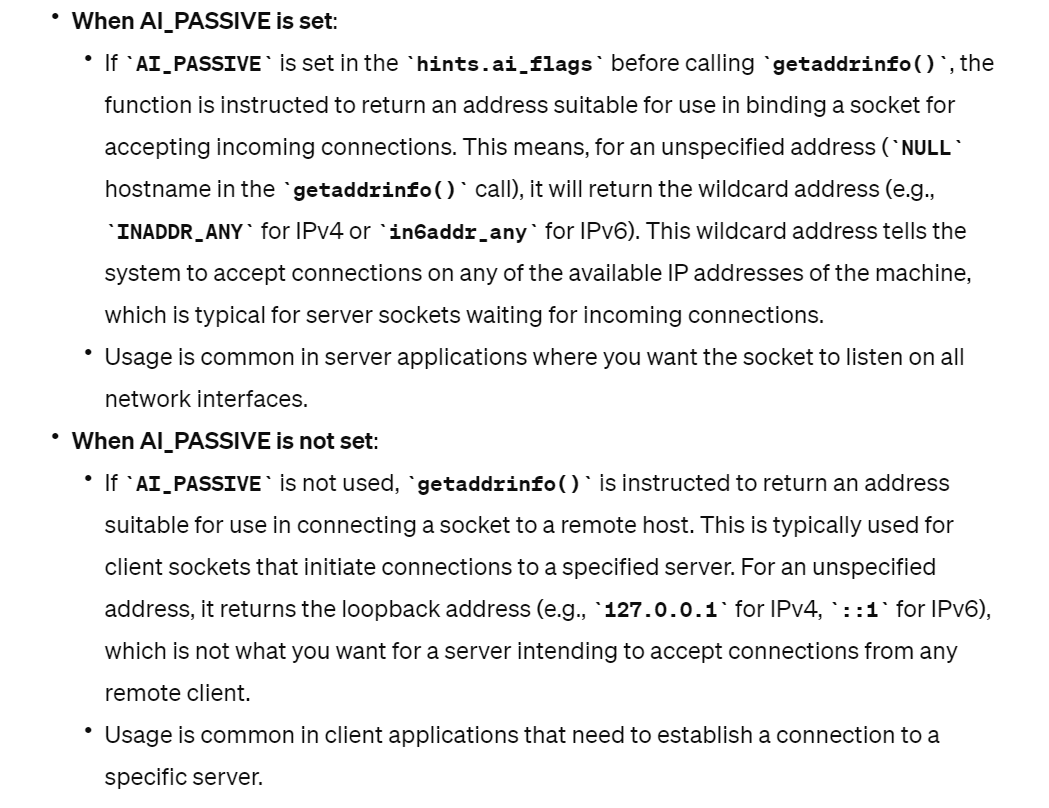 • When AI_PASSIVE is set:
• If `AI_PASSIVE` is set in the `hints.ai_flags` before calling `getaddrinfo()`, the
function is instructed to return an address suitable for use in binding a socket for
accepting incoming connections. This means, for an unspecified address (`NULL`
hostname in the `getaddrinfo()` call), it will return the wildcard address (e.g.,
`INADDR_ANY` for IPv4 or `in6addr_any` for IPv6). This wildcard address tells the
system to accept connections on any of the available IP addresses of the machine,
which is typical for server sockets waiting for incoming connections.
• Usage is common in server applications where you want the socket to listen on all
network interfaces.
• When AI_PASSIVE is not set:
• If `AI_PASSIVE` is not used, `getaddrinfo()` is instructed to return an address
suitable for use in connecting a socket to a remote host. This is typically used for
client sockets that initiate connections to a specified server. For an unspecified
address, it returns the loopback address (e.g., `127.0.0.1` for IPv4, `::1` for IPv6),
which is not what you want for a server intending to accept connections from any
remote client.
• Usage is common in client applications that need to establish a connection to a
specific server.